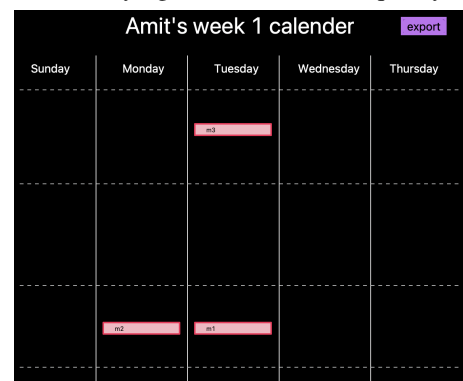 Amit's week 1 calender
export
Sunday Monday Tuesday Wednesday Thursday
m3
m2 m1